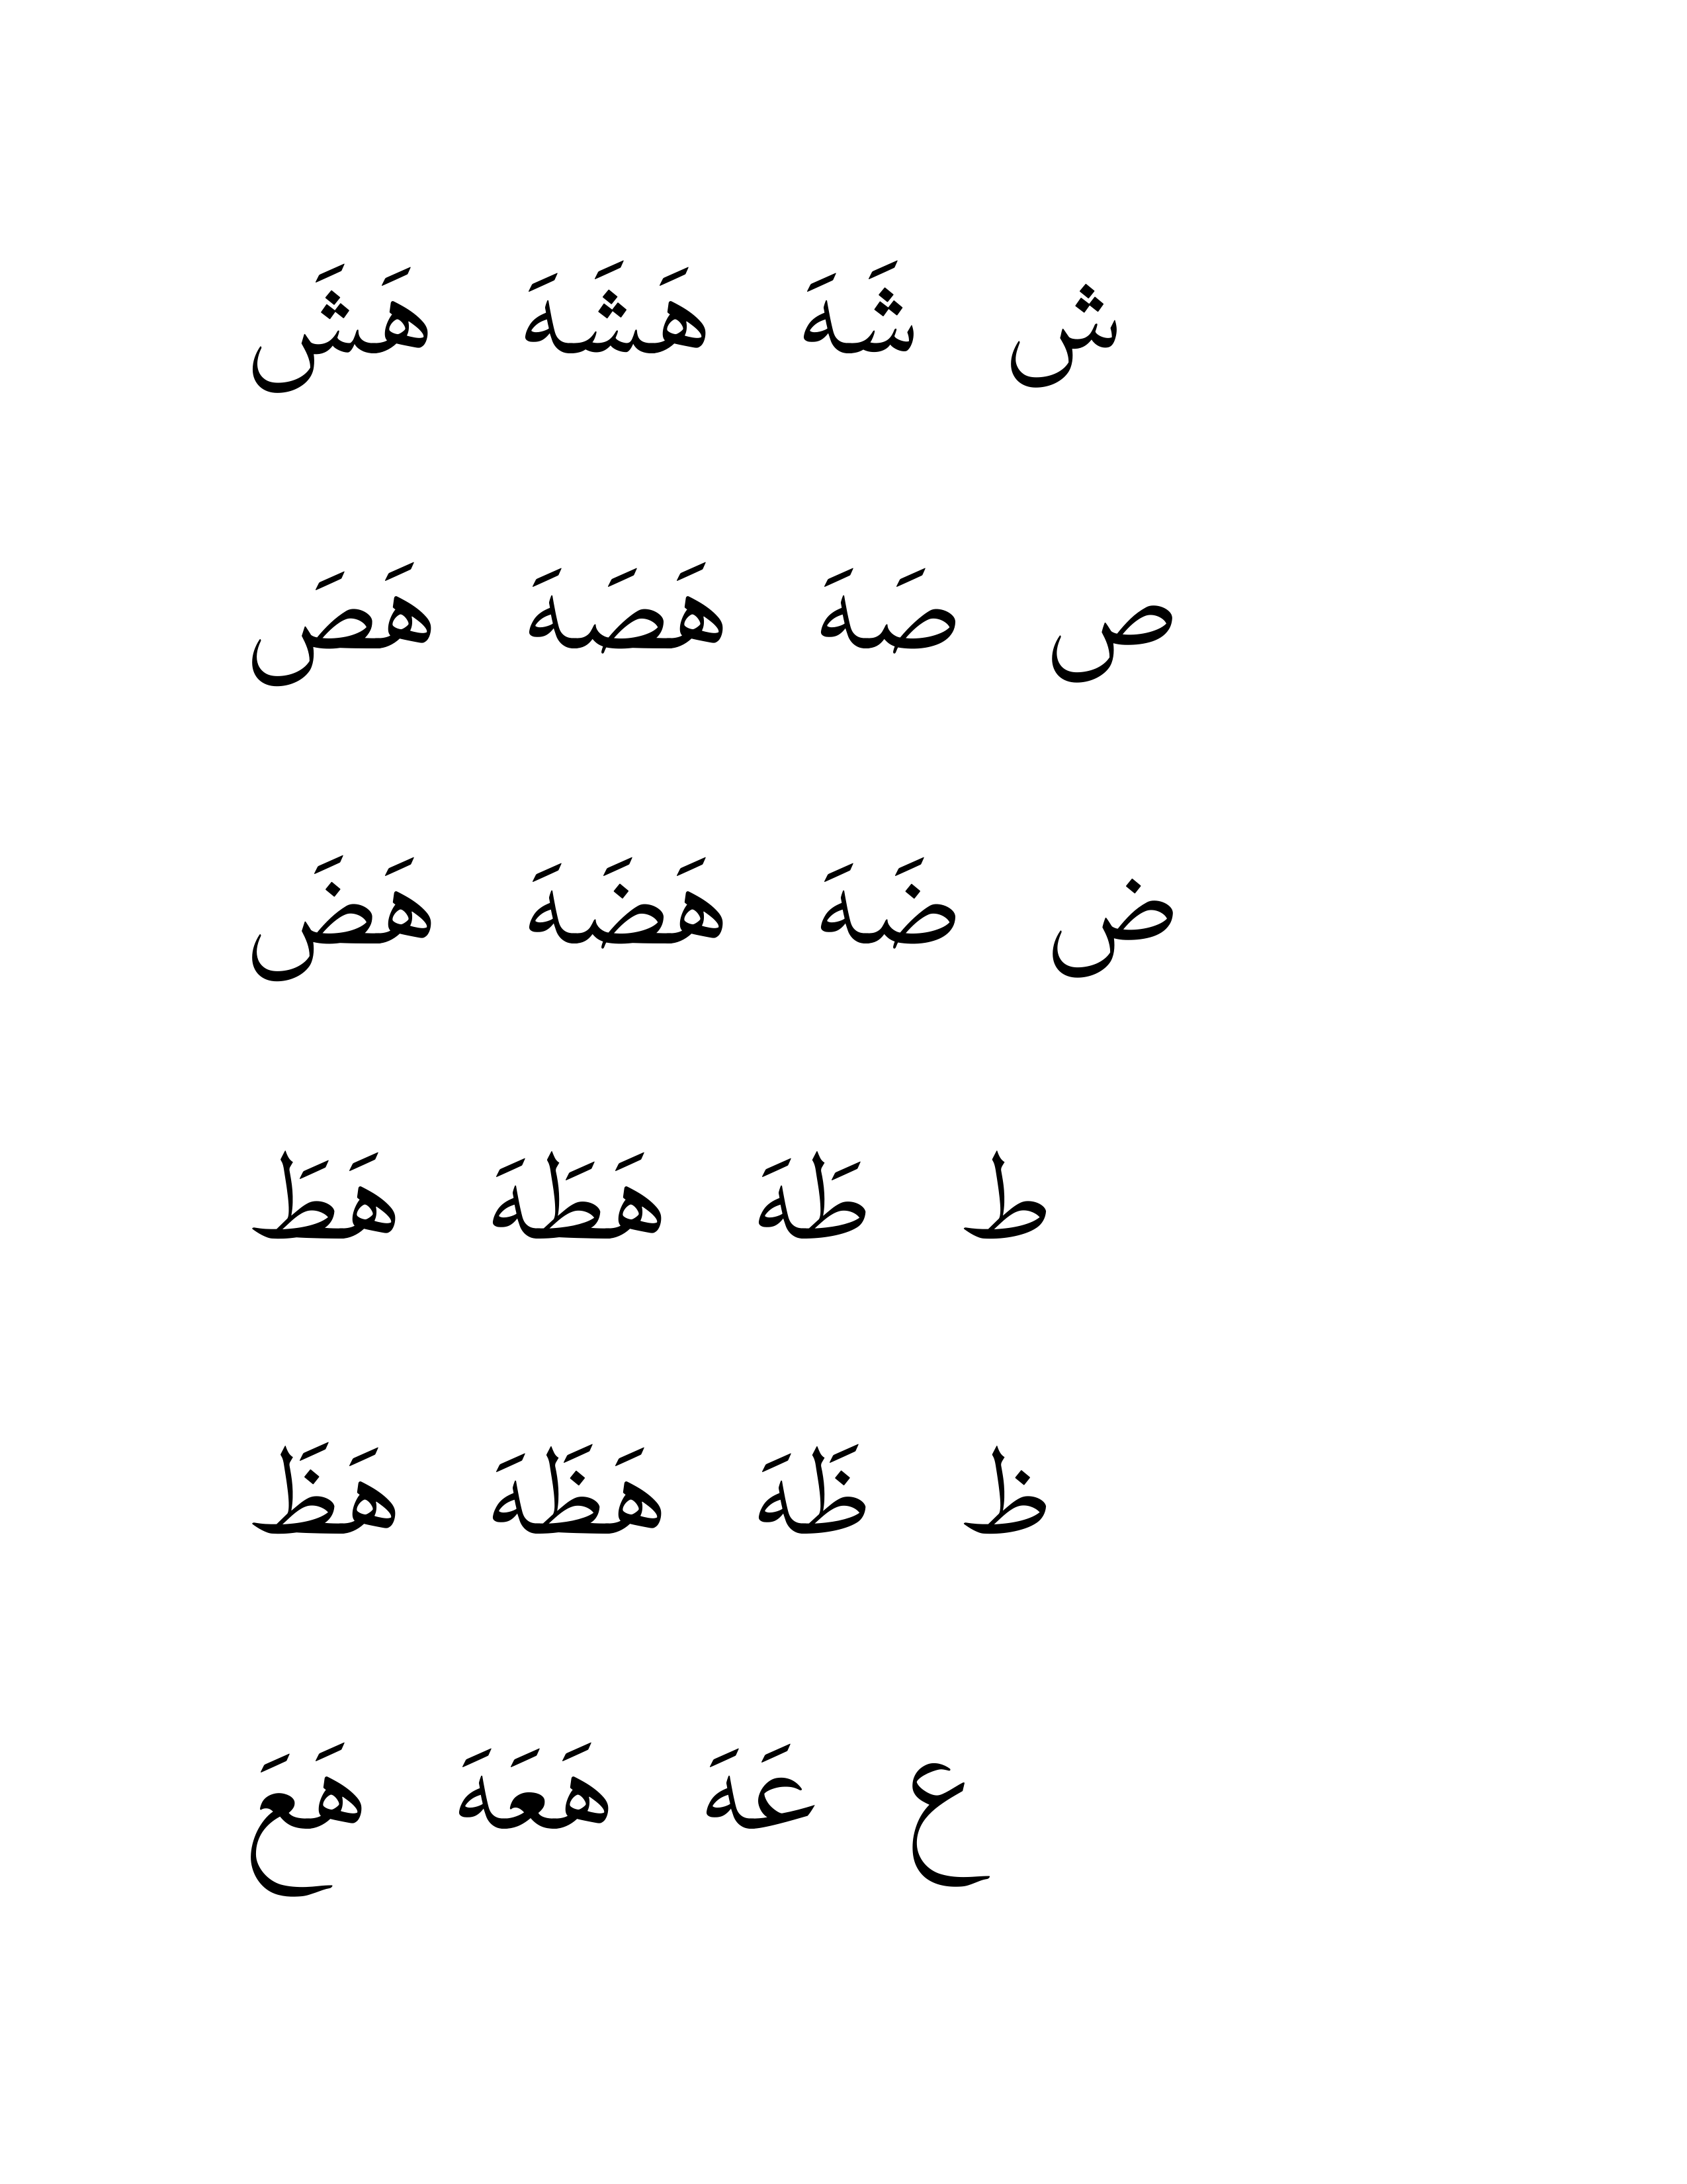 ش شَهَ هَشَهَ هَشَ
ص صَهَ هَصَهَ هَصَ
ض ضَهَ هَضَهَ هَضَ
ط طَهَ هَطَهَ هَطَ
ظ ظَهَ هَظَهَ هَظَ
ع عَهَ هَعَهَ هَعَ